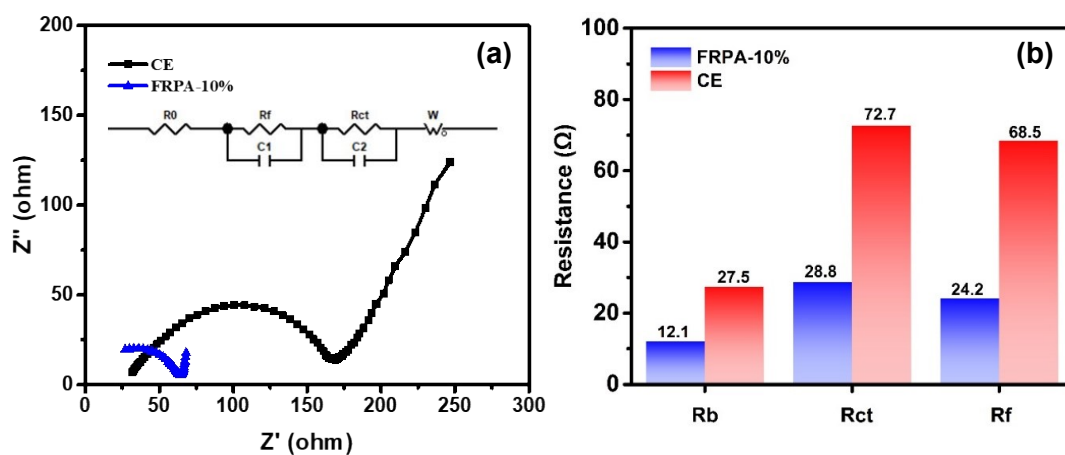 200
150
100
50
0
0
50
100
150
200
250
300
Z'' (ohm)
Z' (ohm)
(a)
CE
FRPA-10%
R0
Rf
Rct
W
o
C1
C2
100
80
60
40
20
0
Resistance (Ω)
(b)
FRPA-10%
CE
12.1
27.5
28.8
72.7
24.2
68.5
Rb
Rct
Rf